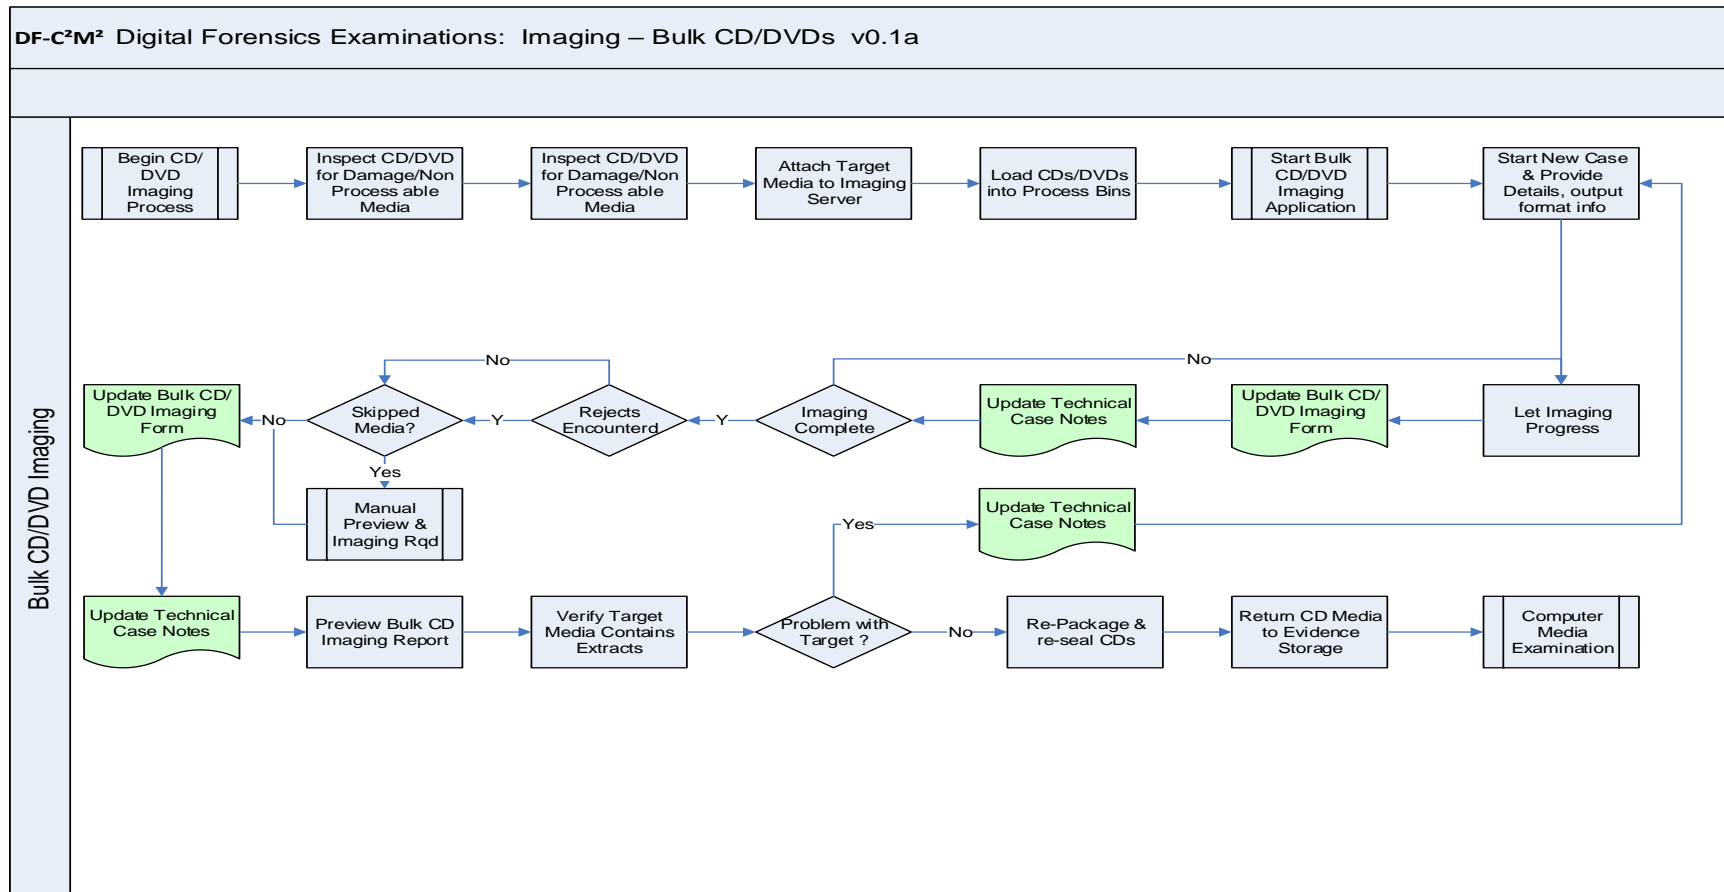 DF-C²M² Digital Forensics Examinations: Imaging – Bulk CD/DVDs v0.1a
Bulk CD/DVD Imaging
Begin CD/
DVD
Imaging
Process
Inspect CD/DVD
for Damage/Non
Process able
Media
Inspect CD/DVD
for Damage/Non
Process able
Media
Attach Target
Media to Imaging
Server
Load CDs/DVDs
into Process Bins
Start Bulk
CD/DVD
Imaging
Application
Start New Case
& Provide
Details, output
format info
No
No
Update Bulk CD/
DVD Imaging
Form
No
Skipped
Media?
Y
Rejects
Encounterd
Y
Imaging
Complete
Update Technical
Case Notes
Update Bulk CD/
DVD Imaging
Form
Let Imaging
Progress
Yes
Manual
Preview &
Imaging Rqd
Yes
Update Technical
Case Notes
Update Technical
Case Notes
Preview Bulk CD
Imaging Report
Verify Target
Media Contains
Extracts
Problem with
Target ?
No
Re-Package &
re-seal CDs
Return CD Media
to Evidence
Storage
Computer
Media
Examination